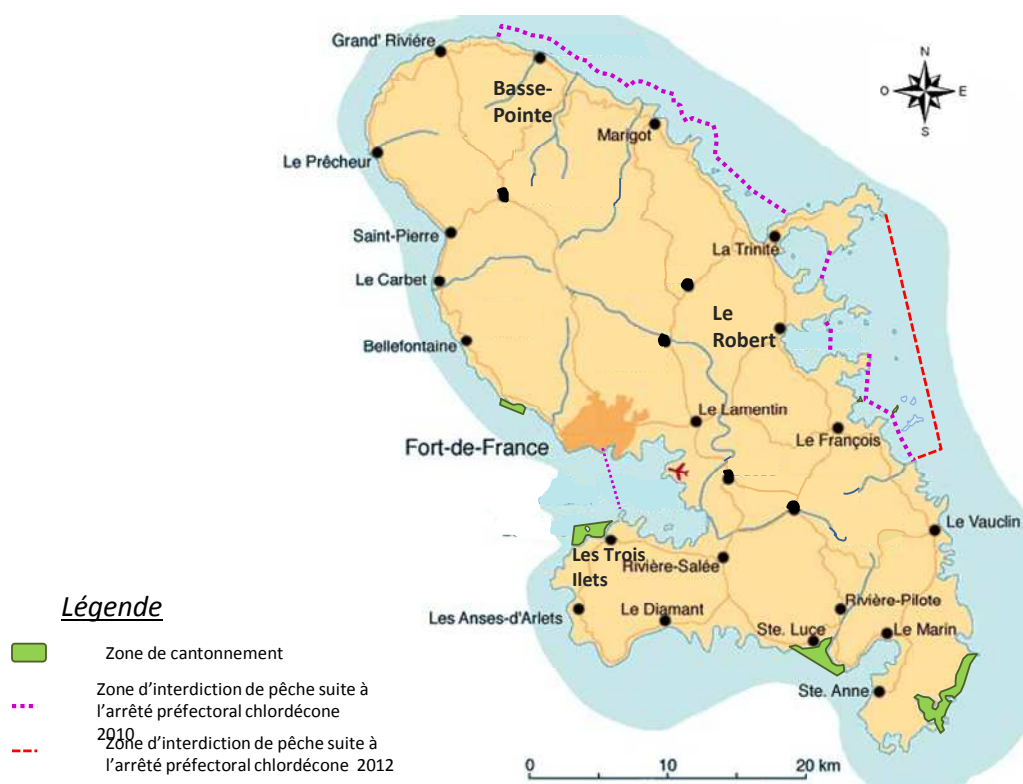 Grand' Riviére
Basse-
Pointe
N
O
E
S
Marigot
Le Prêcheur
Saint-Pierre
La Trinité
Le Carbet
Le
Robert
Bellefontaine
Le Lamentin
Le François
Fort-de-France
Le Vauclin
Les Trois
Ilets
Rivière-Salée
Les Anses-d'Arlets
Le Diamant
Rivière-Pilote
Ste. Luce
Le Marin
Ste. Anne
Légende
Zone de cantonnement
Zone d'interdiction de pêche suite à
l'arrêté préfectoral chlordécone
2010
Zone d'interdiction de pêche suite à
l'arrêté préfectoral chlordécone 2012
0
10
20 km